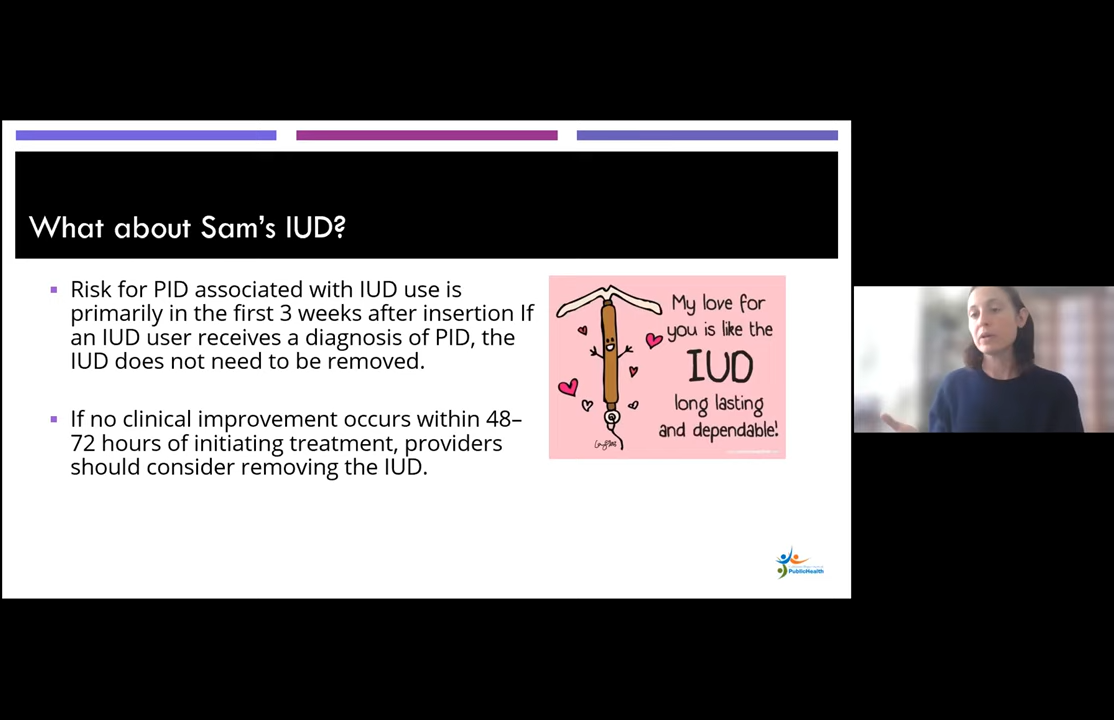 What about Sam's IUD?
Risk for PID associated with IUD use is
primarily in the first 3 weeks after insertion If
an IUD user receives a diagnosis of PID, the
IUD does not need to be removed.
If no clinical improvement occurs within 48–
72 hours of initiating treatment, providers
should consider removing the IUD.
My love for
you is like the
IUD
long lasting
and dependable!
PublicHealth